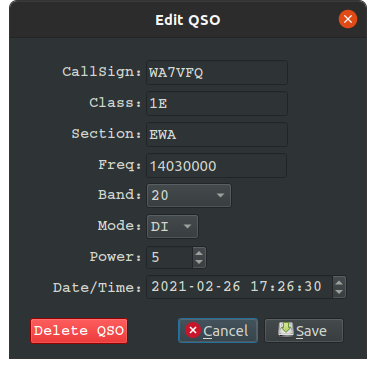 Edit QSO
CallSign: WA7VFQ
Class: 1E
Section: EWA
Freq: 14030000
Band: 20
Mode: DI
Power: 5
Date/Time: 2021-02-26 17:26:30
Delete QSO Cancel Save